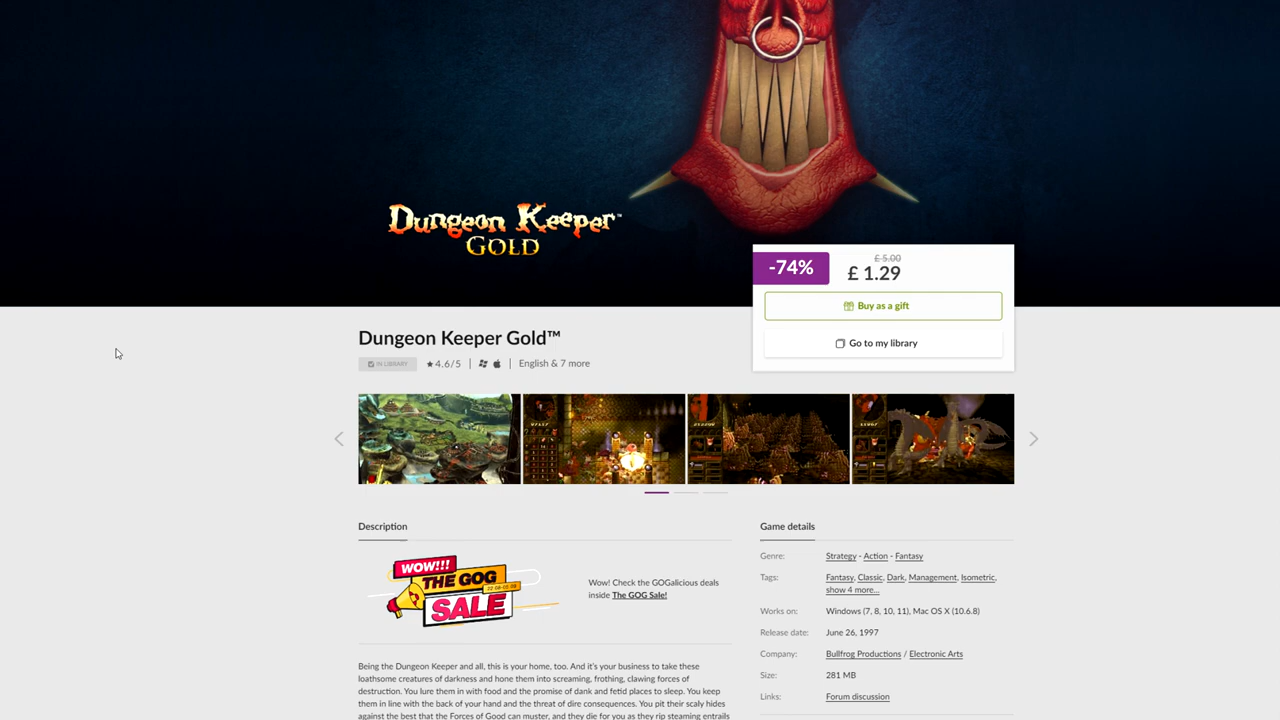 Dungeon Keeper™
GOLD
-74%
£ 5.00
£ 1.29
Buy as a gift
Go to my library
Dungeon Keeper Gold™
IN LIBRARY
4.6/5
English & 7 more
Description
WOW!!!
THE GOG
SALE
Wow! Check the GOGalicious deals
inside The GOG Sale!
Being the Dungeon Keeper and all, this is your home, too. And it's your business to take these
loathsome creatures of darkness and hone them into screaming, frothing, clawing forces of
destruction. You lure them in with food and the promise of dank and fetid places to sleep. You keep
them in line with the back of your hand and the threat of dire consequences. You pit their scaly hides
against the best that the Forces of Good can muster, and they die for you as they rip steaming entrails
Game details
Genre: Strategy - Action - Fantasy
Tags: Fantasy, Classic, Dark, Management, Isometric,
show 4 more...
Works on: Windows (7, 8, 10, 11), Mac OS X (10.6.8)
Release date: June 26, 1997
Company: Bullfrog Productions / Electronic Arts
Size: 281 MB
Links: Forum discussion